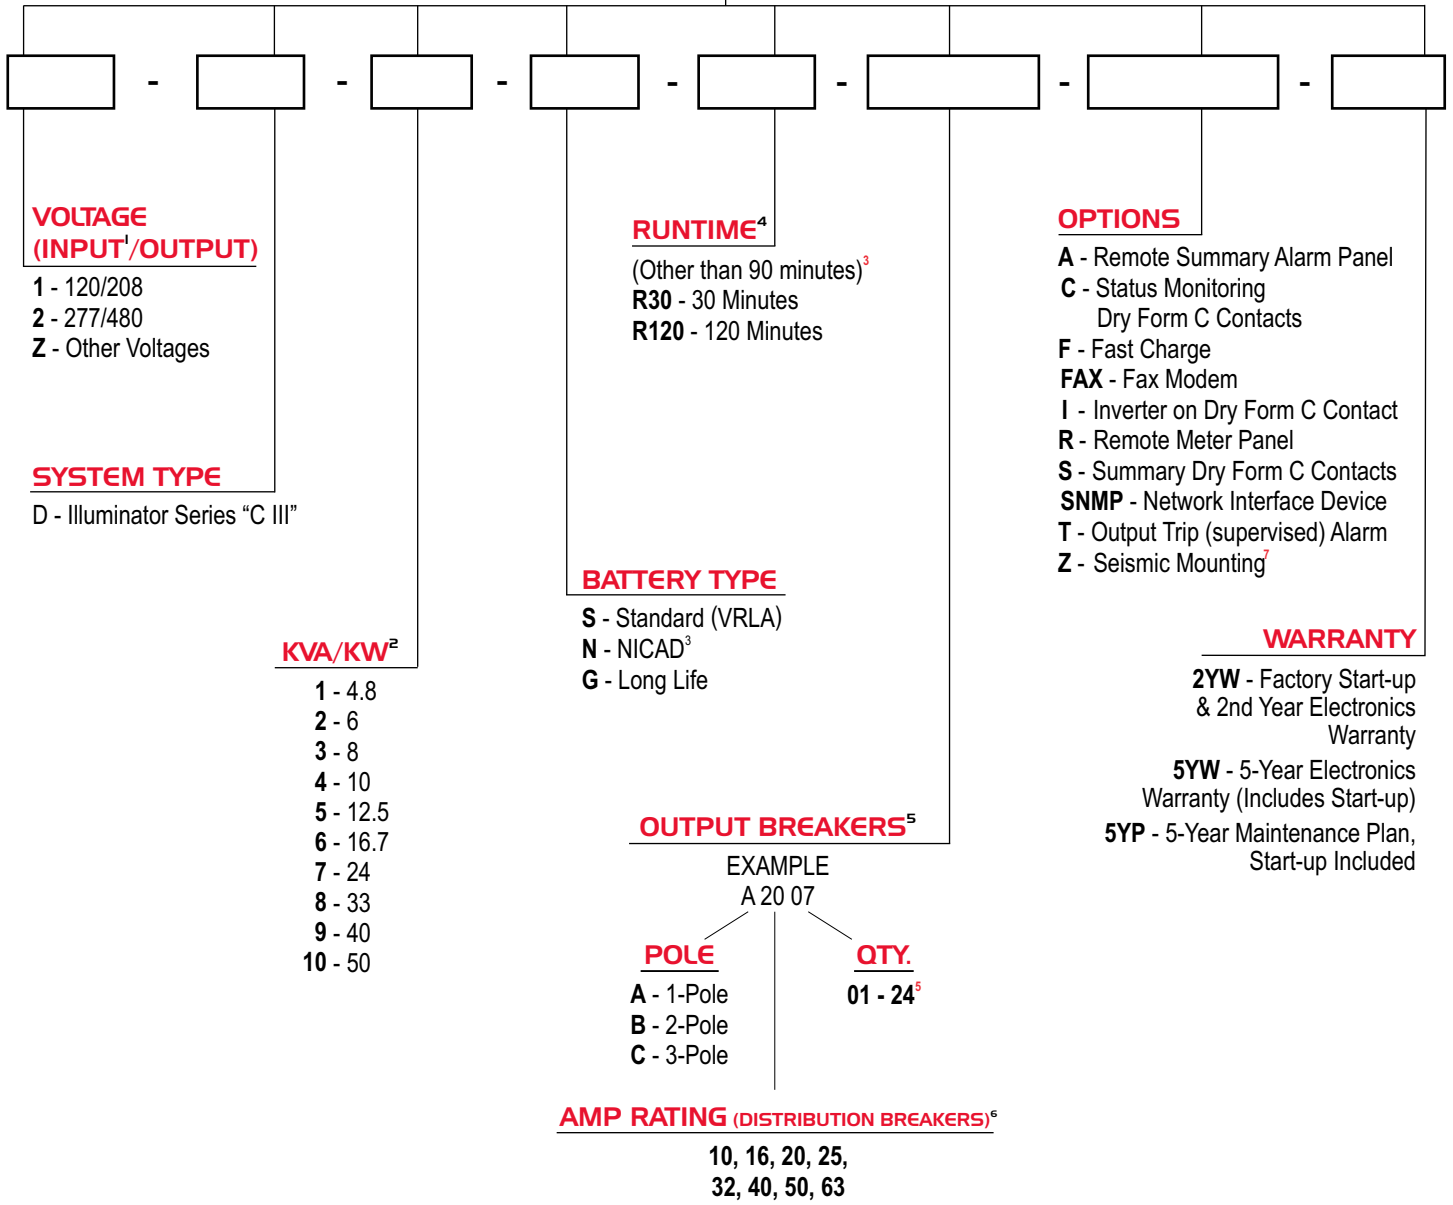 - - - - - - -
VOLTAGE
(INPUT¹/OUTPUT)
1 - 120/208
2 - 277/480
Z - Other Voltages
SYSTEM TYPE
D - Illuminator Series “C III”
KVA/KW²
1 - 4.8
2 - 6
3 - 8
4 - 10
5 - 12.5
6 - 16.7
7 - 24
8 - 33
9 - 40
10 - 50
BATTERY TYPE
S - Standard (VRLA)
N - NICAD³
G - Long Life
RUNTIME⁴
(Other than 90 minutes)³
R30 - 30 Minutes
R120 - 120 Minutes
OUTPUT BREAKERS⁵
EXAMPLE
A 20 07
POLE
A - 1-Pole
B - 2-Pole
C - 3-Pole
QTY.
01 - 24⁵
AMP RATING (DISTRIBUTION BREAKERS)⁶
10, 16, 20, 25,
32, 40, 50, 63
OPTIONS
A - Remote Summary Alarm Panel
C - Status Monitoring
Dry Form C Contacts
F - Fast Charge
FAX - Fax Modem
I - Inverter on Dry Form C Contact
R - Remote Meter Panel
S - Summary Dry Form C Contacts
SNMP - Network Interface Device
T - Output Trip (supervised) Alarm
Z - Seismic Mounting⁷
WARRANTY
2YW - Factory Start-up
& 2nd Year Electronics
Warranty
5YW - 5-Year Electronics
Warranty (Includes Start-up)
5YP - 5-Year Maintenance Plan,
Start-up Included